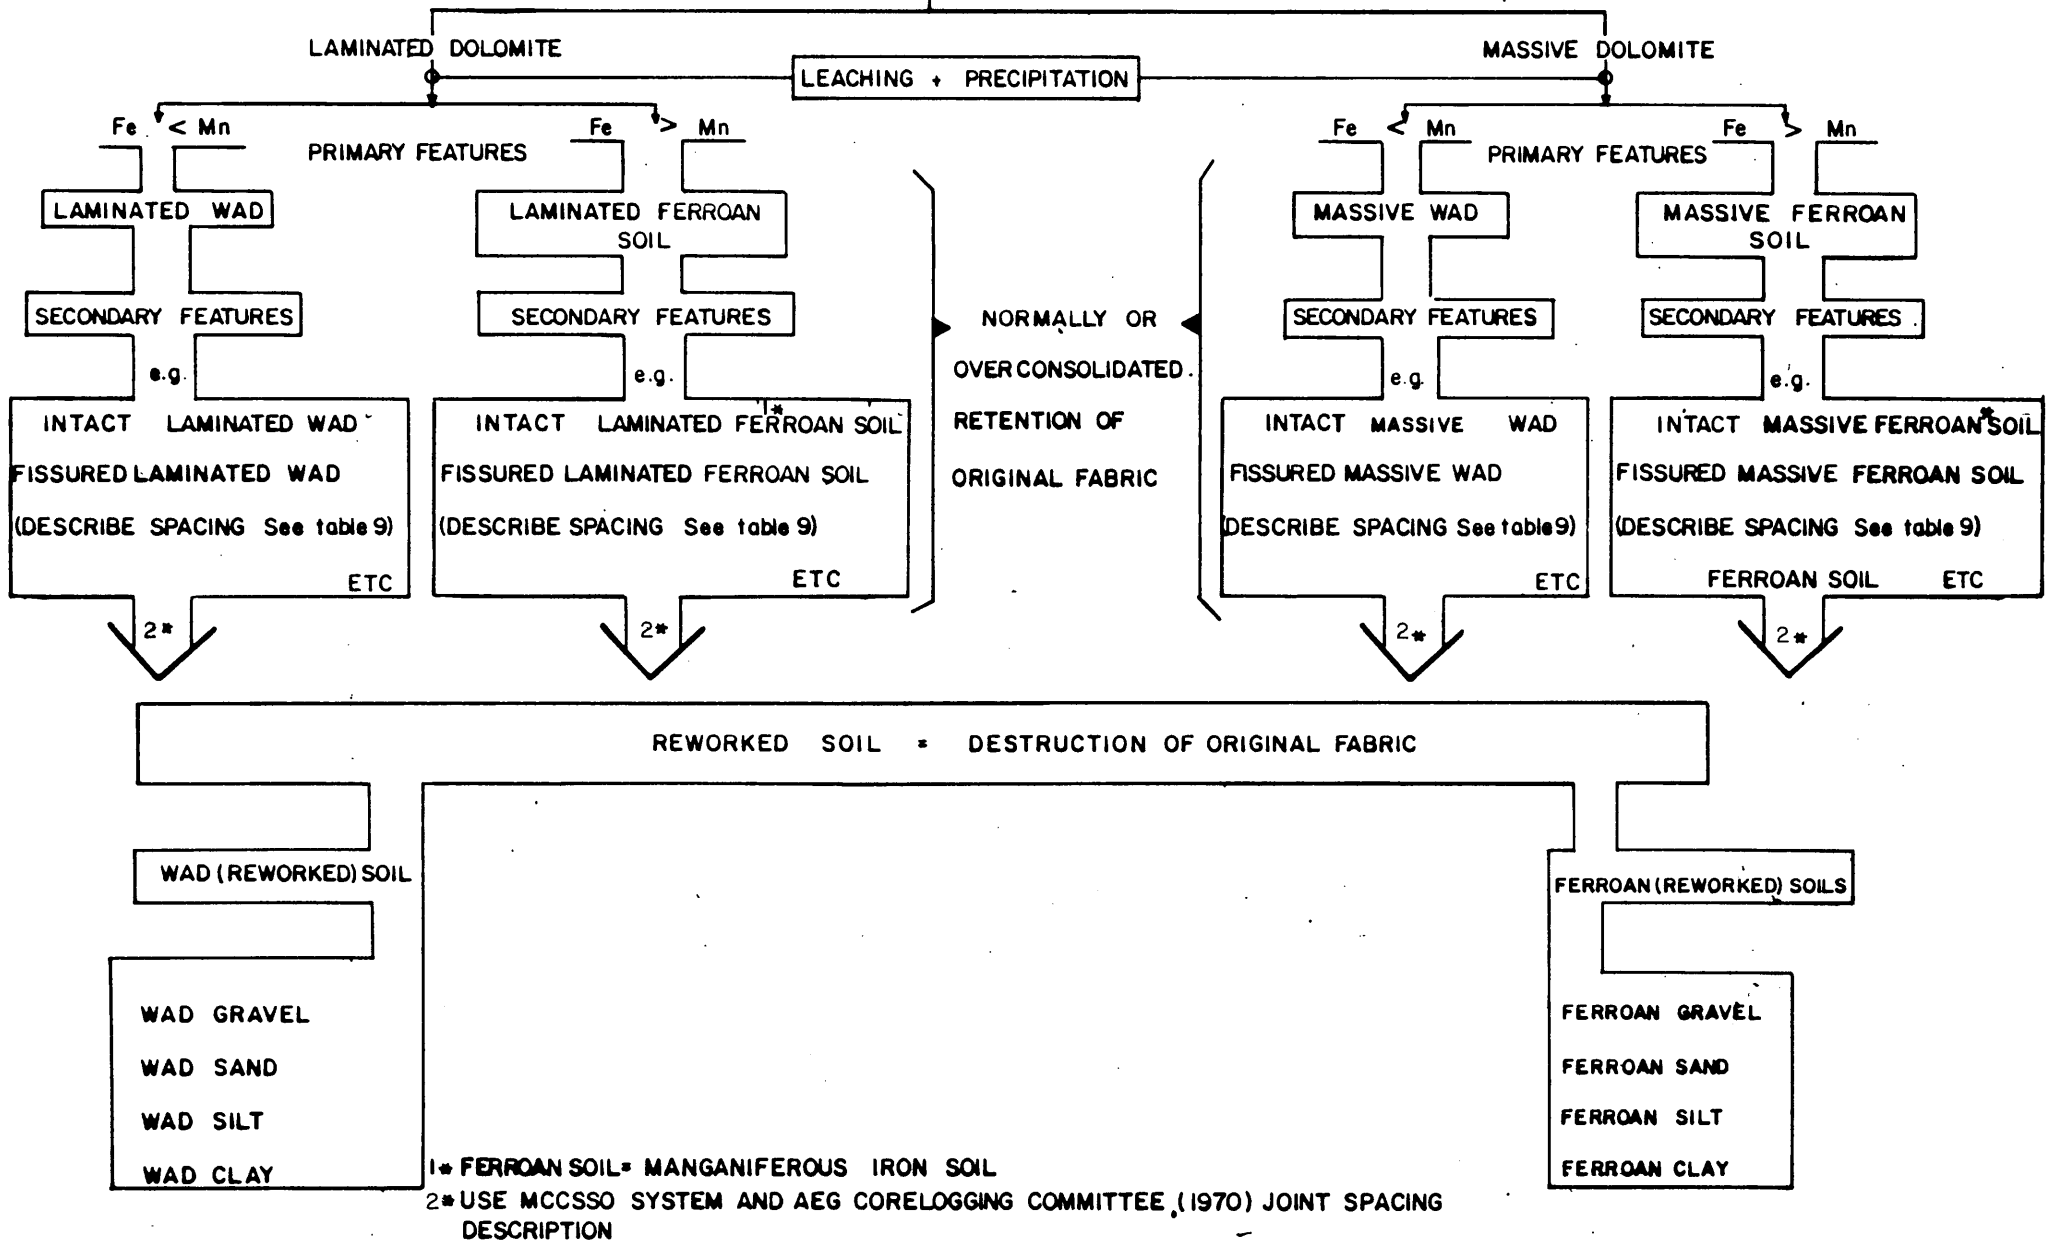 LAMINATED DOLOMITE
MASSIVE DOLOMITE
LEACHING + PRECIPITATION
Fe < Mn
Fe > Mn
Fe < Mn
Fe > Mn
PRIMARY FEATURES
PRIMARY FEATURES
LAMINATED WAD
LAMINATED FERROAN
SOIL
MASSIVE WAD
MASSIVE FERROAN
SOIL
SECONDARY FEATURES
SECONDARY FEATURES
SECONDARY FEATURES
SECONDARY FEATURES
e.g.
e.g.
e.g.
e.g.
INTACT LAMINATED WAD
FISSURED LAMINATED WAD
(DESCRIBE SPACING See table 9)
ETC
1*
INTACT LAMINATED FERROAN SOIL
FISSURED LAMINATED FERROAN SOIL
(DESCRIBE SPACING See table 9)
ETC
NORMALLY OR
OVERCONSOLIDATED.
RETENTION OF
ORIGINAL FABRIC
INTACT MASSIVE WAD
FISSURED MASSIVE WAD
(DESCRIBE SPACING See table 9)
ETC
INTACT MASSIVE FERROAN* SOIL
FISSURED MASSIVE FERROAN SOIL
(DESCRIBE SPACING See table 9)
FERROAN SOIL ETC
2*
2*
2*
2*
REWORKED SOIL = DESTRUCTION OF ORIGINAL FABRIC
WAD (REWORKED) SOIL
FERROAN (REWORKED) SOILS
WAD GRAVEL
WAD SAND
WAD SILT
WAD CLAY
FERROAN GRAVEL
FERROAN SAND
FERROAN SILT
FERROAN CLAY
1* FERROAN SOIL = MANGANIFEROUS IRON SOIL
2* USE MCCSSO SYSTEM AND AEG CORELOGGING COMMITTEE, (1970) JOINT SPACING
DESCRIPTION